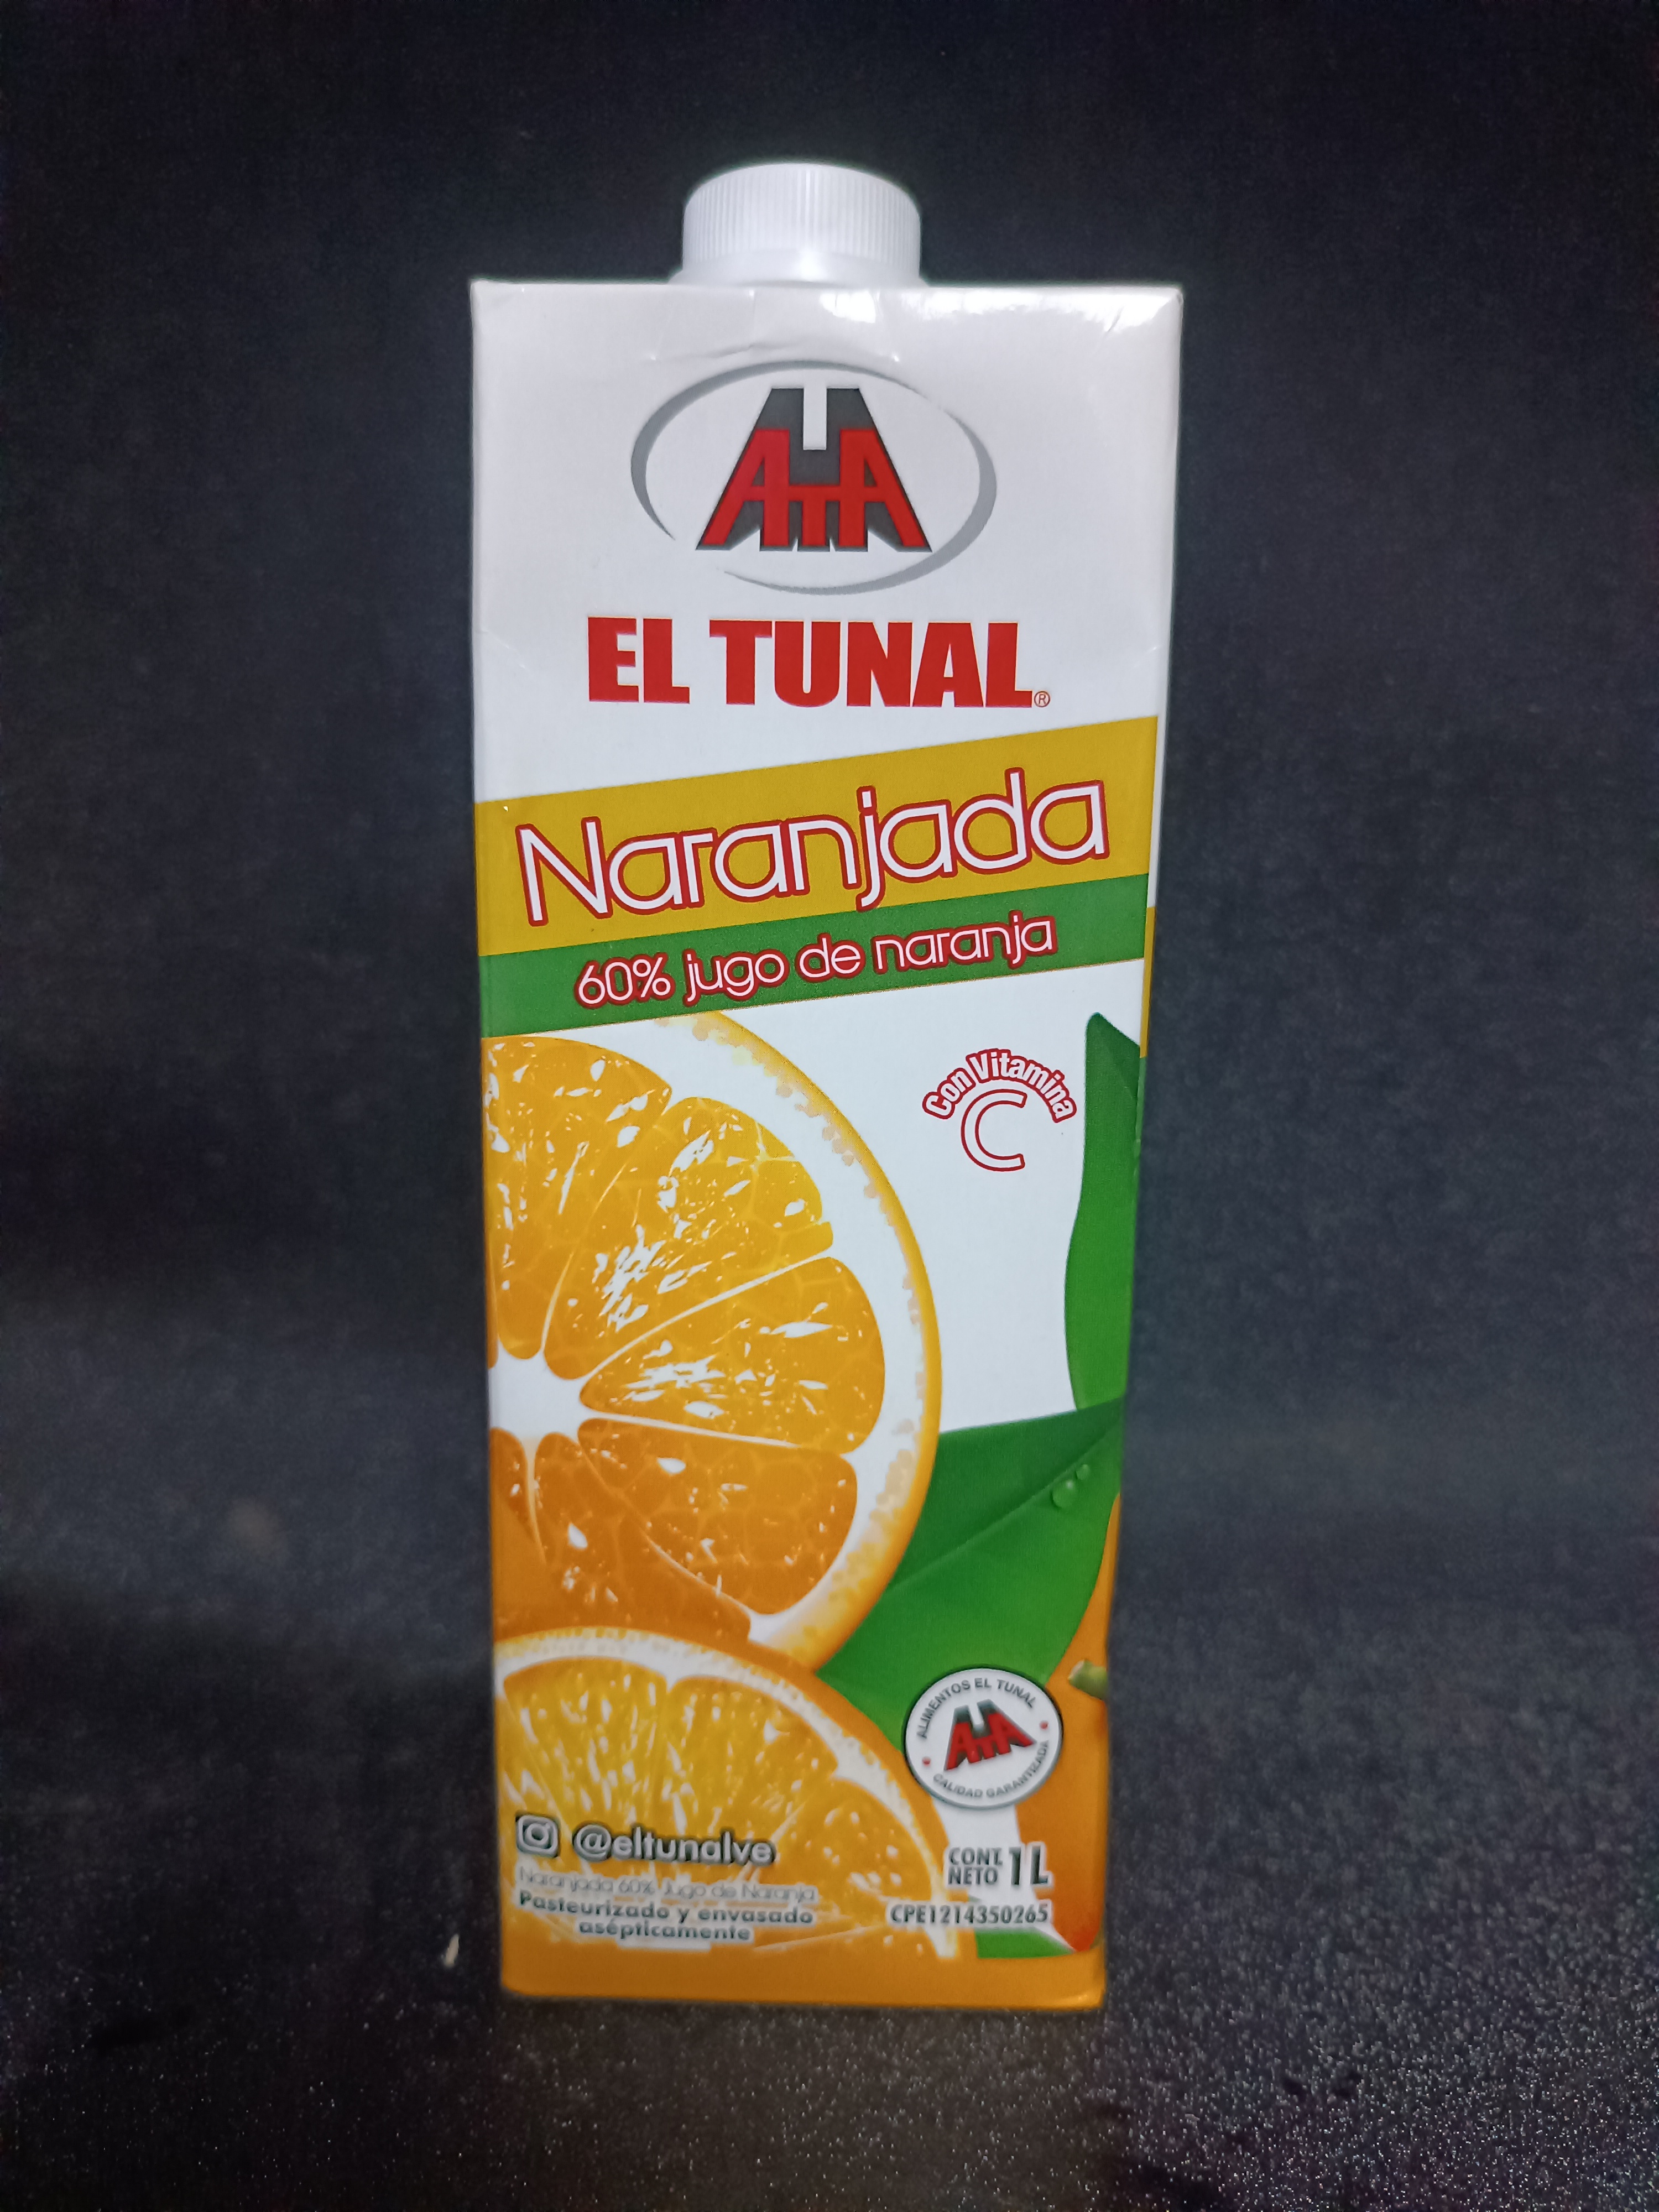 EL TUNAL®
Naranjada
60% jugo de naranja
Con Vitamina
C
ALIMENTOS EL TUNAL
CALIDAD GARANTIZADA
@eltunalve
Naranjada 60% Jugo de Naranja
Pasteurizado y envasado
asépticamente
CONT.
NETO 1L
CPE1214350265